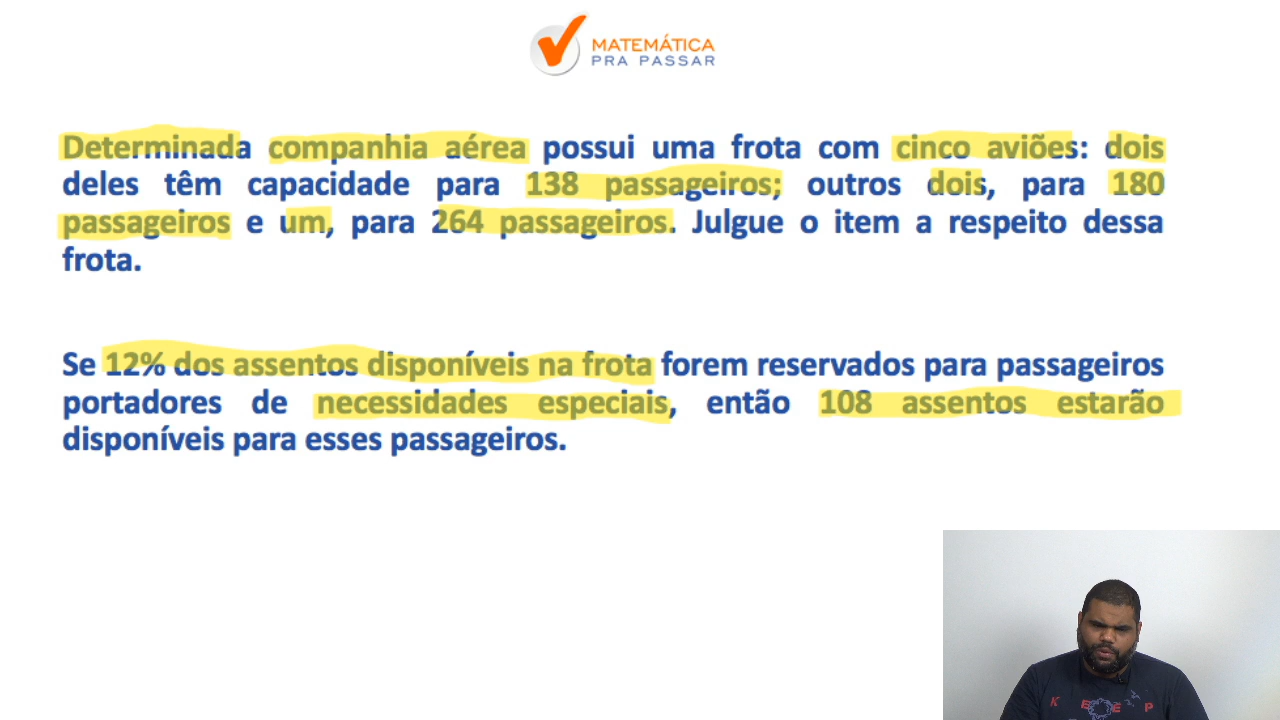 MATEMÁTICA
PRA PASSAR
Determinada companhia aérea possui uma frota com cinco aviões: dois
deles têm capacidade para 138 passageiros; outros dois, para 180
passageiros e um, para 264 passageiros. Julgue o item a respeito dessa
frota.
Se 12% dos assentos disponíveis na frota forem reservados para passageiros
portadores de necessidades especiais, então 108 assentos estarão
disponíveis para esses passageiros.
K E E P